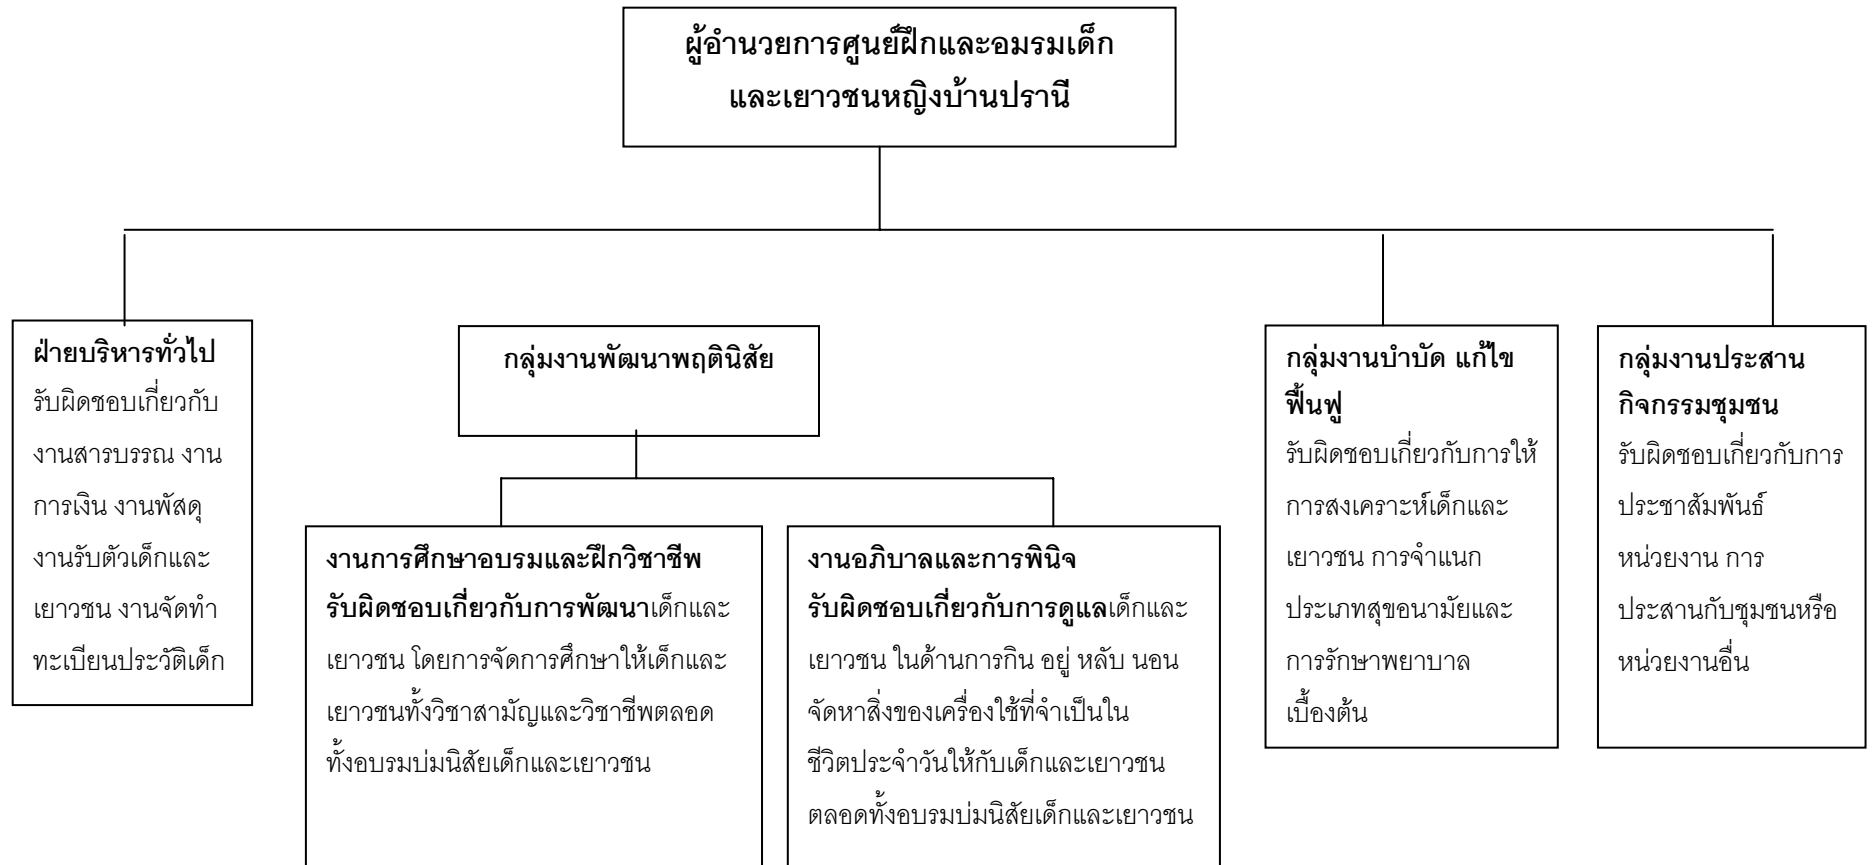 ผู้อำนวยการศูนย์ฝึกและอมรมเด็ก
และเยาวชนหญิงบ้านปรานี
ฝ่ายบริหารทั่วไป
รับผิดชอบเกี่ยวกับ
งานสารบรรณ งาน
การเงิน งานพัสดุ
งานรับตัวเด็กและ
เยาวชน งานจัดทำ
ทะเบียนประวัติเด็ก
กลุ่มงานพัฒนาพฤตินิสัย
งานการศึกษาอบรมและฝึกวิชาชีพ
รับผิดชอบเกี่ยวกับการพัฒนาเด็กและ
เยาวชน โดยการจัดการศึกษาให้เด็กและ
เยาวชนทั้งวิชาสามัญและวิชาชีพตลอด
ทั้งอบรมบ่มนิสัยเด็กและเยาวชน
งานอภิบาลและการพินิจ
รับผิดชอบเกี่ยวกับการดูแลเด็กและ
เยาวชน ในด้านการกิน อยู่ หลับ นอน
จัดหาสิ่งของเครื่องใช้ที่จำเป็นใน
ชีวิตประจำวันให้กับเด็กและเยาวชน
ตลอดทั้งอบรมบ่มนิสัยเด็กและเยาวชน
กลุ่มงานบำบัด แก้ไข
ฟื้นฟู
รับผิดชอบเกี่ยวกับการให้
การสงเคราะห์เด็กและ
เยาวชน การจำแนก
ประเภทสุขอนามัยและ
การรักษาพยาบาล
เบื้องต้น
กลุ่มงานประสาน
กิจกรรมชุมชน
รับผิดชอบเกี่ยวกับการ
ประชาสัมพันธ์
หน่วยงาน การ
ประสานกับชุมชนหรือ
หน่วยงานอื่น